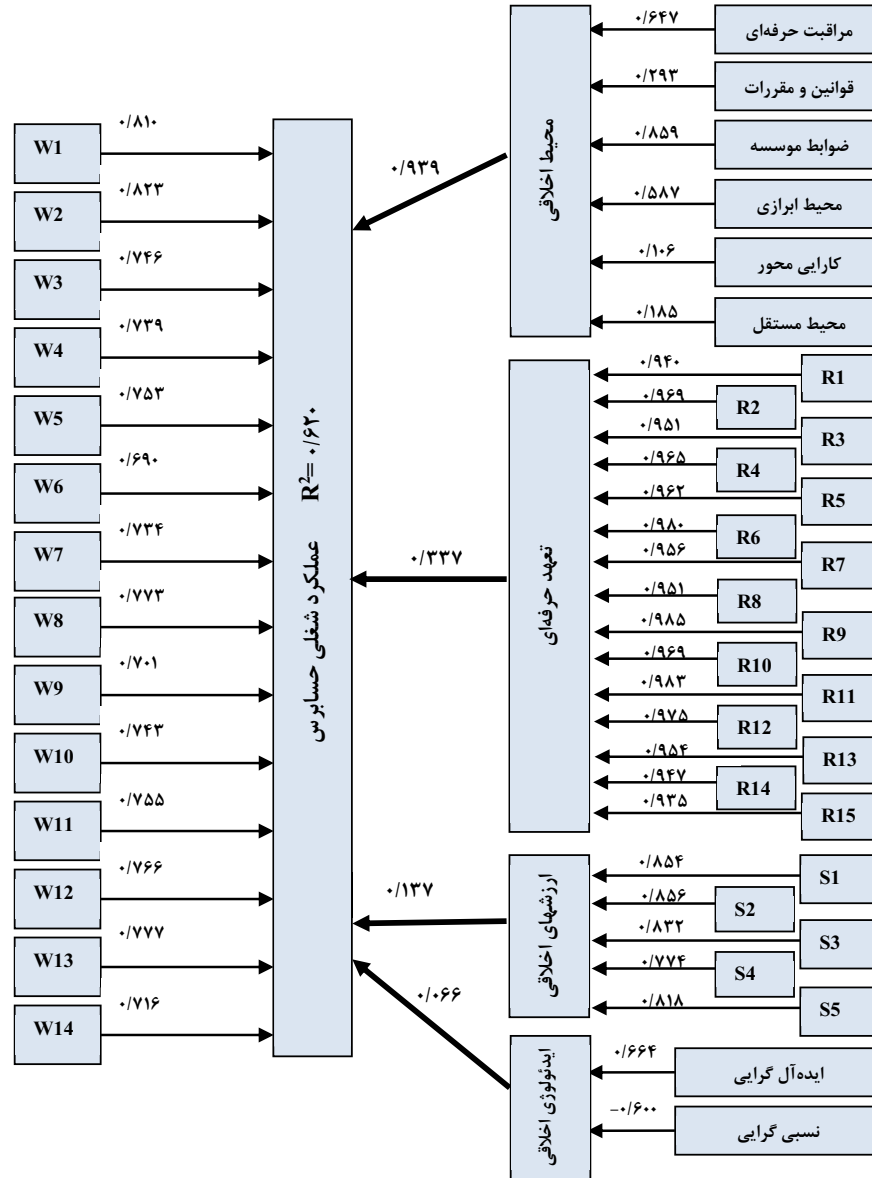 مراقبت حرفه‌ای
۰/۶۴۷
قوانین و مقررات
۰/۲۹۳
ضوابط موسسه
۰/۸۵۹
محیط ابرازی
۰/۵۸۷
کارایی محور
۰/۱۰۶
محیط مستقل
۰/۱۸۵
محیط اخلاقی
۰/۹۳۹
R1
۰/۹۴۰
R2
۰/۹۶۹
R3
۰/۹۵۱
R4
۰/۹۶۵
R5
۰/۹۶۲
R6
۰/۹۸۰
R7
۰/۹۵۶
R8
۰/۹۵۱
R9
۰/۹۸۵
R10
۰/۹۶۹
R11
۰/۹۸۳
R12
۰/۹۷۵
R13
۰/۹۵۴
R14
۰/۹۴۷
R15
۰/۹۳۵
تعهد حرفه‌ای
۰/۳۳۷
S1
۰/۸۵۴
S2
۰/۸۵۶
S3
۰/۸۳۲
S4
۰/۷۷۴
S5
۰/۸۱۸
ارزشهای اخلاقی
۰/۱۳۷
ایده‌آل گرایی
۰/۶۶۴
نسبی گرایی
-۰/۶۰۰
ایدئولوژی اخلاقی
۰/۰۶۶
عملکرد شغلی حسابرس R²= ۰/۶۲۰
W1
۰/۸۱۰
W2
۰/۸۲۳
W3
۰/۷۴۶
W4
۰/۷۳۹
W5
۰/۷۵۳
W6
۰/۶۹۰
W7
۰/۷۳۴
W8
۰/۷۷۳
W9
۰/۷۰۱
W10
۰/۷۴۳
W11
۰/۷۵۵
W12
۰/۷۶۶
W13
۰/۷۷۷
W14
۰/۷۱۶